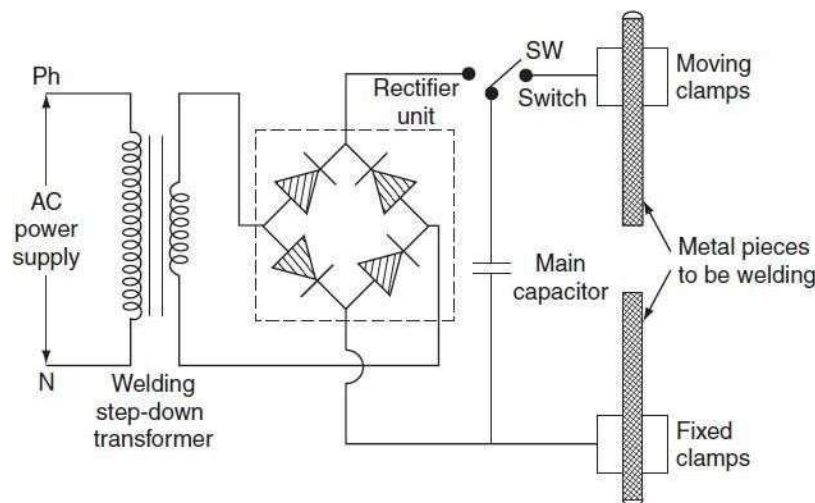 Ph
AC
power
supply
N
Welding
step-down
transformer
Rectifier
unit
SW
Switch
Main
capacitor
Moving
clamps
Metal pieces
to be welding
Fixed
clamps